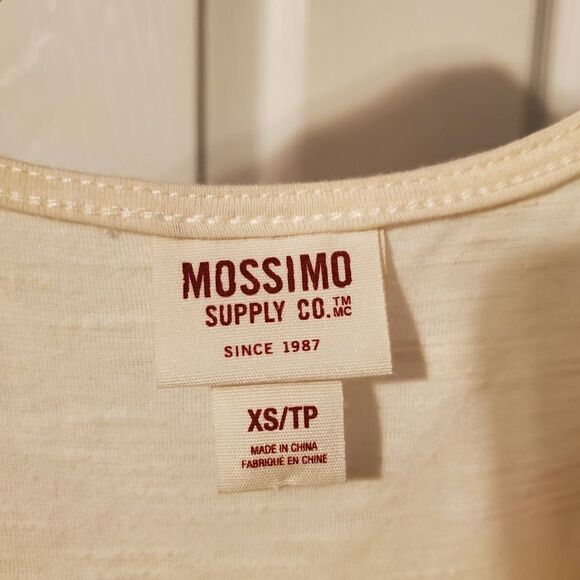 MOSSIMO
SUPPLY CO.™ MC
SINCE 1987
XS/TP
MADE IN CHINA
FABRIQUÉ EN CHINE